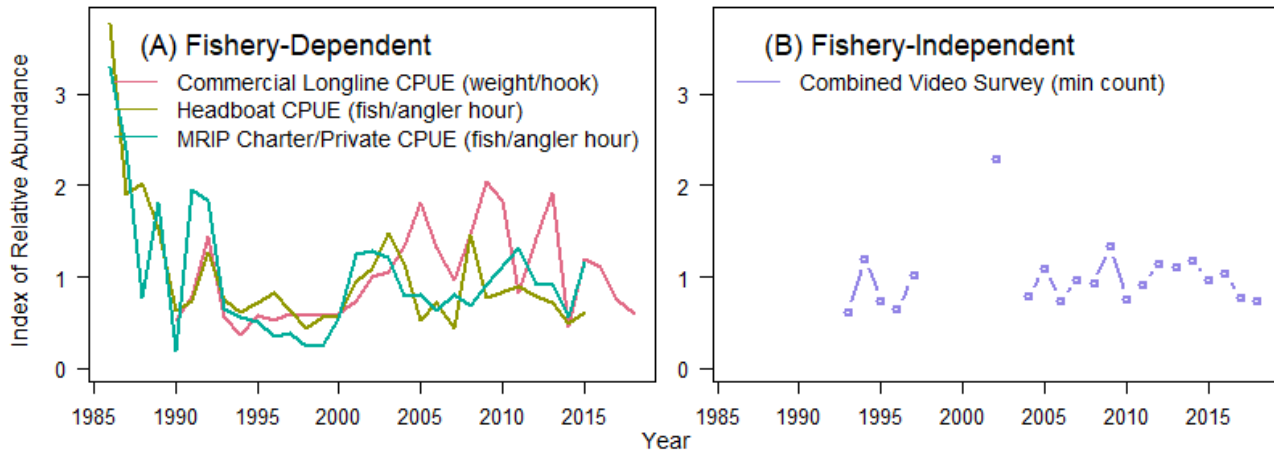 (A) Fishery-Dependent
Commercial Longline CPUE (weight/hook)
Headboat CPUE (fish/angler hour)
MRIP Charter/Private CPUE (fish/angler hour)
Index of Relative Abundance
3
2
1
0
1985 1990 1995 2000 2005 2010 2015
(B) Fishery-Independent
Combined Video Survey (min count)
3
2
1
0
1985 1990 1995 2000 2005 2010 2015
Year